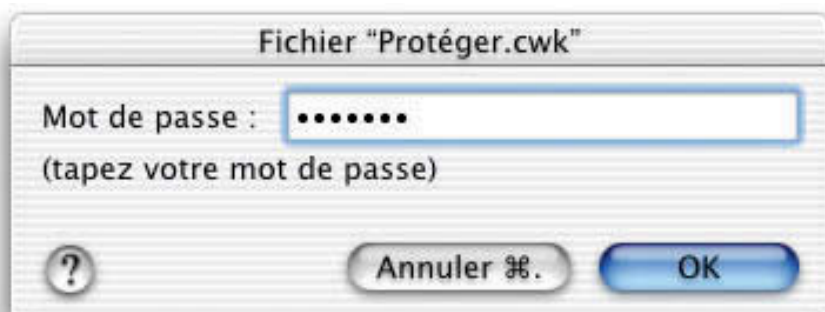 Fichier “Protéger.cwk”
Mot de passe : •••••••
(tapez votre mot de passe)
? Annuler ⌘. OK